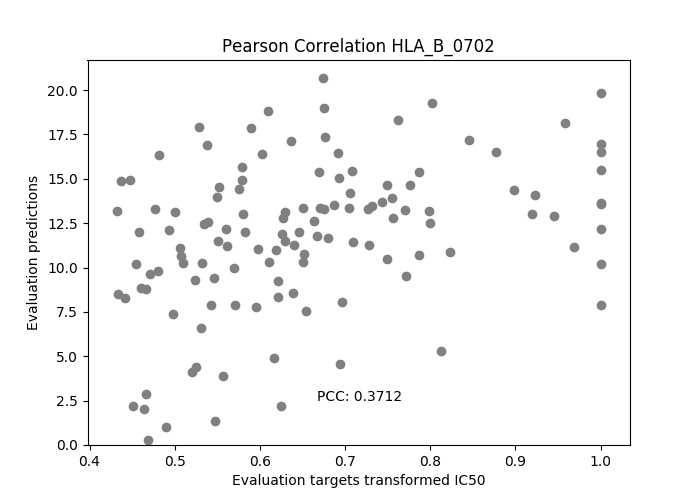 Pearson Correlation HLA_B_0702
20.0
17.5
15.0
12.5
10.0
7.5
5.0
2.5
0.0
Evaluation predictions
PCC: 0.3712
0.4 0.5 0.6 0.7 0.8 0.9 1.0
Evaluation targets transformed IC50